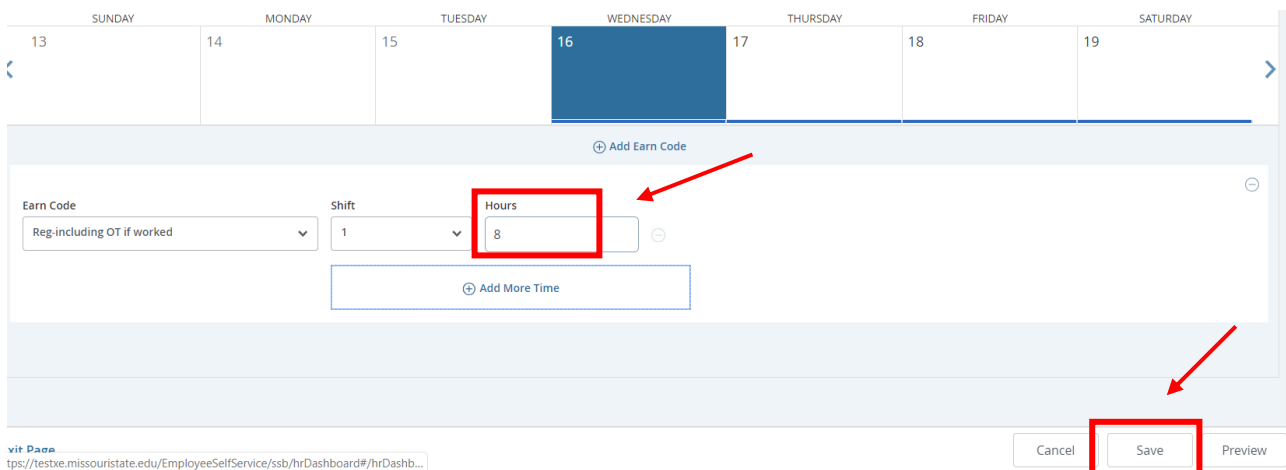 SUNDAY MONDAY TUESDAY WEDNESDAY THURSDAY FRIDAY SATURDAY
13 14 15 16 17 18 19
Add Earn Code
Earn Code Shift Hours
Reg-including OT if worked 1 8
Add More Time
xit Page
Cancel Save Preview
tps://testxe.missouristate.edu/EmployeeSelfService/ssb/hrDashboard#/hrDashb...